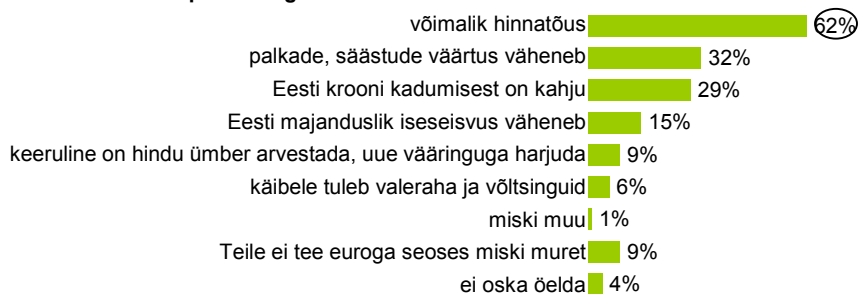 võimalik hinnatõus 62%
palkade, säästude väärtus väheneb 32%
Eesti krooni kadumisest on kahju 29%
Eesti majanduslik iseseisvus väheneb 15%
keeruline on hindu ümber arvestada, uue vääringuga harjuda 9%
käibele tuleb valeraha ja võltsinguid 6%
miski muu 1%
Teile ei tee euroga seoses miski muret 9%
ei oska öelda 4%